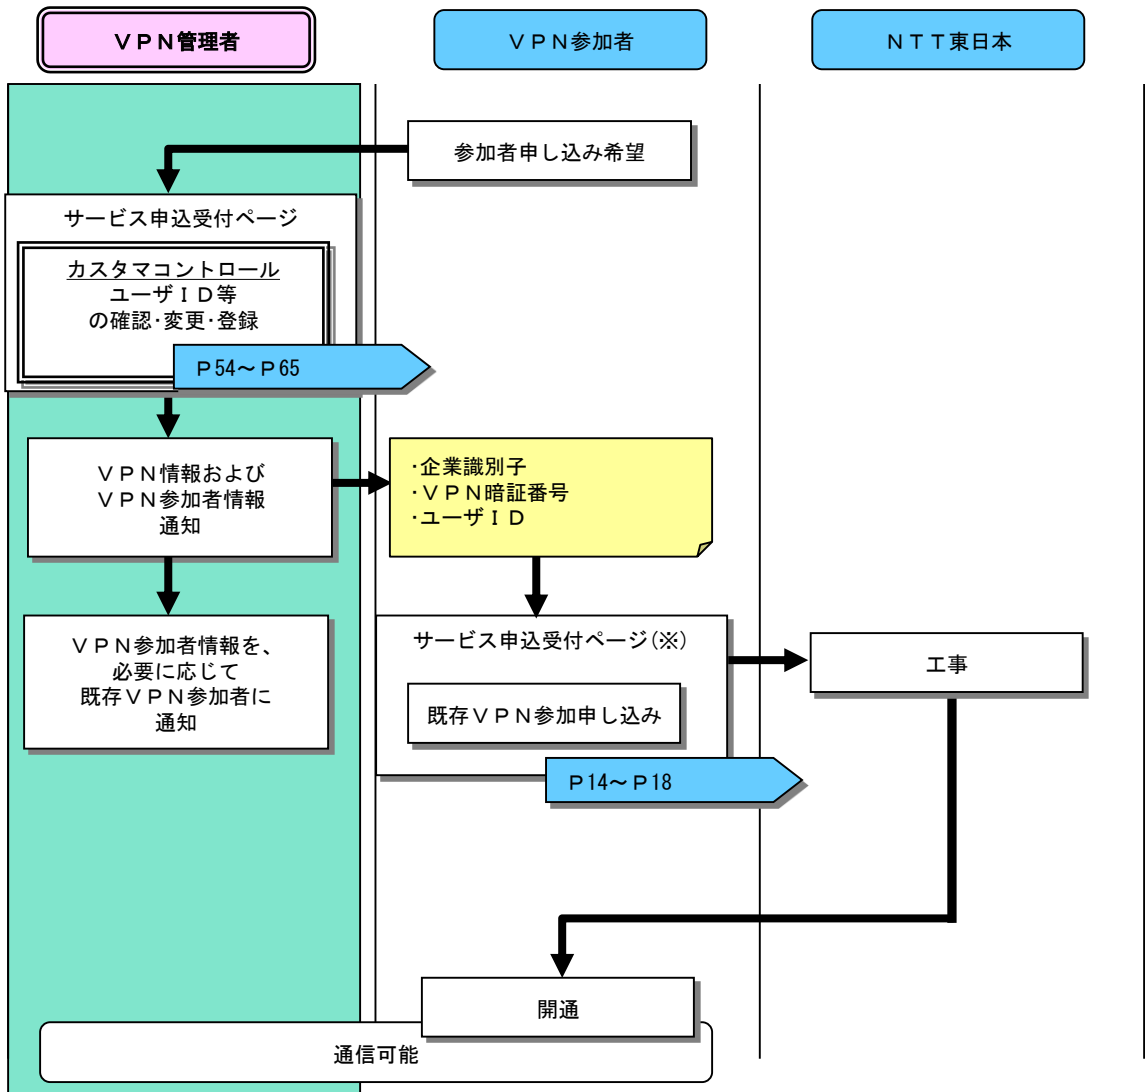 ＶＰＮ管理者
ＶＰＮ参加者
ＮＴＴ東日本
参加者申し込み希望
サービス申込受付ページ
カスタマコントロール
ユーザＩＤ等
の確認･変更･登録
Ｐ54～Ｐ65
ＶＰＮ情報および
ＶＰＮ参加者情報
通知
･企業識別子
･ＶＰＮ暗証番号
･ユーザＩＤ
ＶＰＮ参加者情報を、
必要に応じて
既存ＶＰＮ参加者に
通知
サービス申込受付ページ(※)
既存ＶＰＮ参加申し込み
Ｐ14～Ｐ18
工事
開通
通信可能